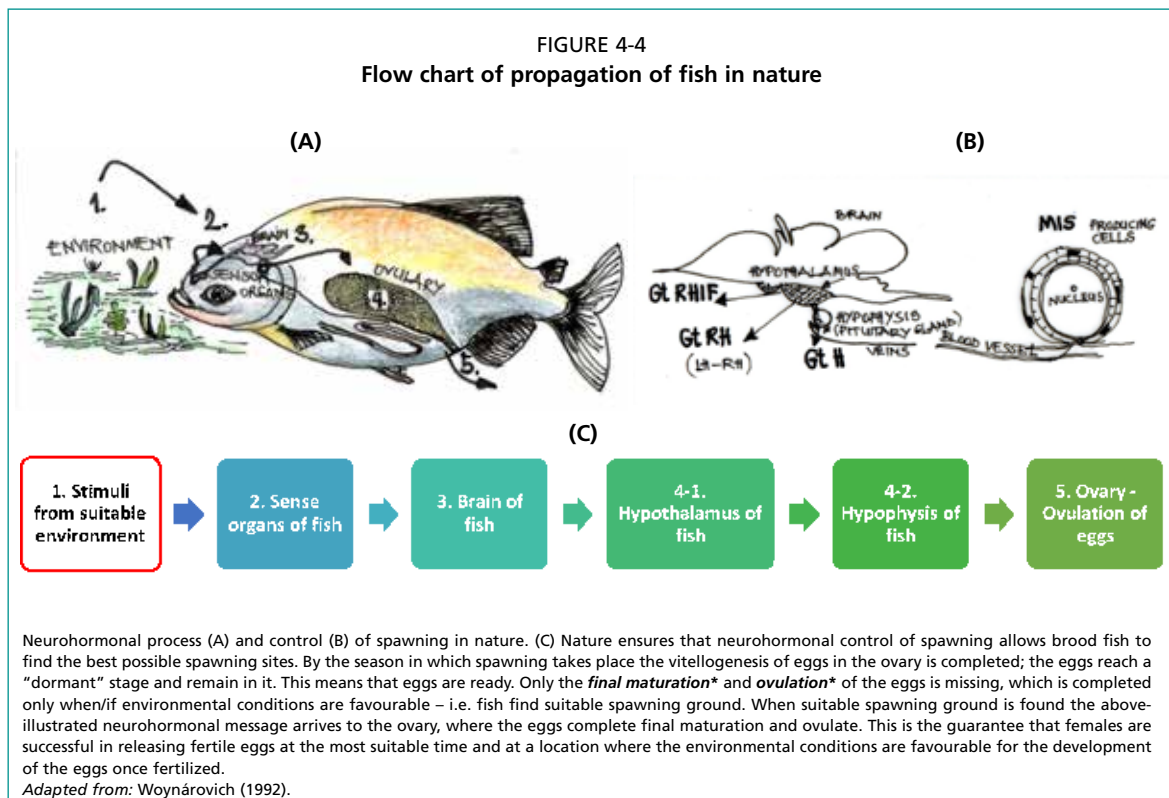 FIGURE 4-4
Flow chart of propagation of fish in nature
(A)
1.
2.
BRAIN 3.
ENVIRONMENT
SENSOR
ORGANS
OVULARY
4.
5.
(B)
BRAIN
HYPOTHALAMUS
Gt RHIF
Gt RH
(LH-RH)
HYPOPHYSIS
(PITUITARY GLAND)
VEINS
Gt H
MIS PRODUCING
CELLS
NUCLEUS
BLOOD VESSEL
(C)
1. Stimuli
from suitable
environment
2. Sense
organs of fish
3. Brain of
fish
4-1.
Hypothalamus of
fish
4-2.
Hypophysis of
fish
5. Ovary -
Ovulation of
eggs
Neurohormonal process (A) and control (B) of spawning in nature. (C) Nature ensures that neurohormonal control of spawning allows brood fish to
find the best possible spawning sites. By the season in which spawning takes place the vitellogenesis of eggs in the ovary is completed; the eggs reach a
“dormant” stage and remain in it. This means that eggs are ready. Only the final maturation* and ovulation* of the eggs is missing, which is completed
only when/if environmental conditions are favourable – i.e. fish find suitable spawning ground. When suitable spawning ground is found the above-
illustrated neurohormonal message arrives to the ovary, where the eggs complete final maturation and ovulate. This is the guarantee that females are
successful in releasing fertile eggs at the most suitable time and at a location where the environmental conditions are favourable for the development
of the eggs once fertilized.
Adapted from: Woynárovich (1992).